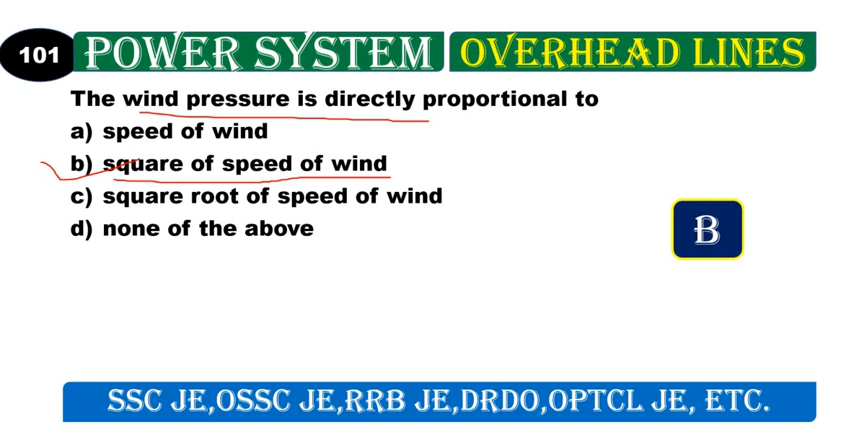 101
POWER SYSTEM
OVERHEAD LINES
The wind pressure is directly proportional to
a) speed of wind
b) square of speed of wind
c) square root of speed of wind
d) none of the above
B
SSC JE,OSSC JE,RRB JE,DRDO,OPTCL JE, ETC.